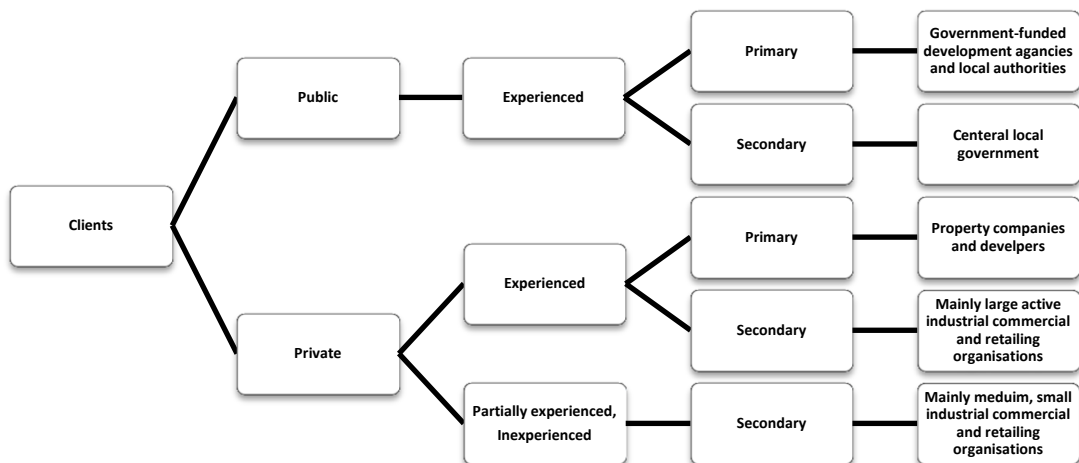 Government-funded
development agencies
and local authorities
Primary
Public
Experienced
Secondary
Centeral local
government
Clients
Primary
Property companies
and develpers
Experienced
Mainly large active
industrial commercial
and retailing
organisations
Secondary
Private
Partially experienced,
Inexperienced
Secondary
Mainly meduim, small
industrial commercial
and retailing
organisations